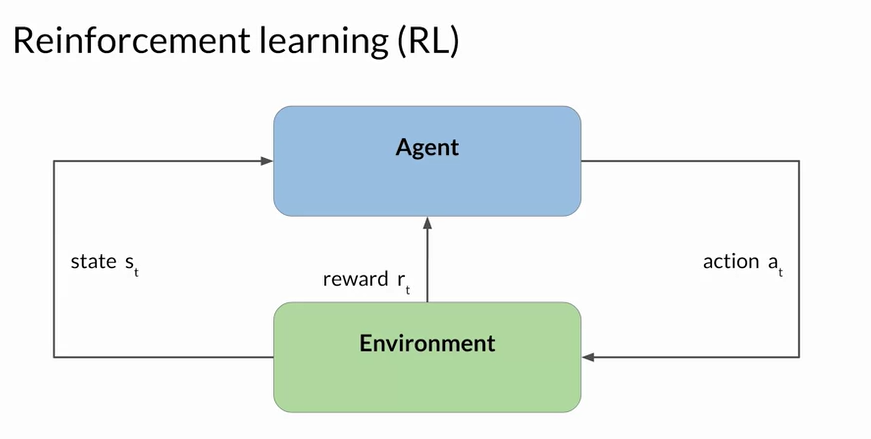 Reinforcement learning (RL)
Agent
state s_t
action a_t
reward r_t
Environment